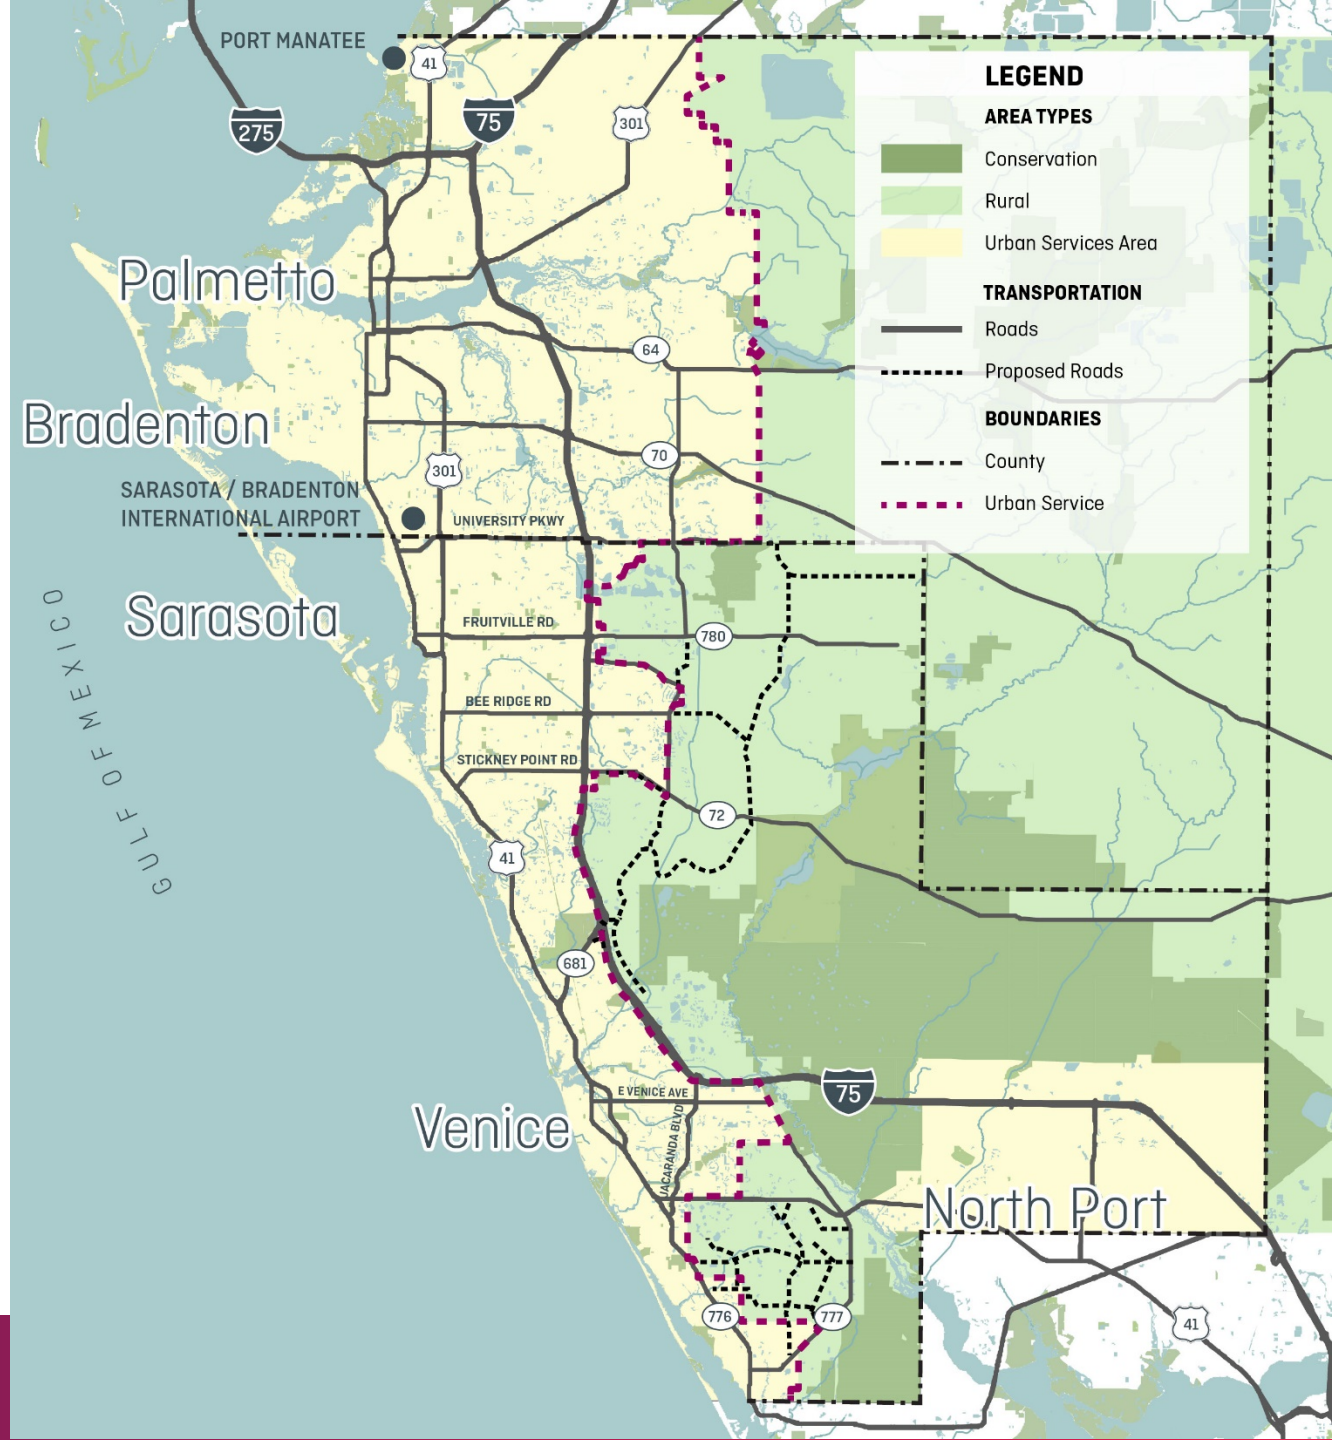 PORT MANATEE
41
275
75
301
LEGEND
AREA TYPES
Conservation
Rural
Urban Services Area
TRANSPORTATION
Roads
Proposed Roads
BOUNDARIES
County
Urban Service
Palmetto
64
Bradenton
70
301
SARASOTA / BRADENTON
INTERNATIONAL AIRPORT
UNIVERSITY PKWY
Sarasota
FRUITVILLE RD
780
GULF OF MEXICO
BEE RIDGE RD
STICKNEY POINT RD
72
41
681
75
E VENICE AVE
Venice
JACARANDA BLVD
North Port
776
777
41